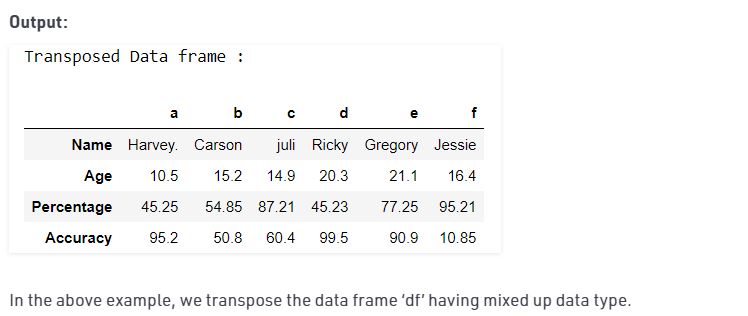 Output:
Transposed Data frame :
a b c d e f
Name Harvey. Carson juli Ricky Gregory Jessie
Age 10.5 15.2 14.9 20.3 21.1 16.4
Percentage 45.25 54.85 87.21 45.23 77.25 95.21
Accuracy 95.2 50.8 60.4 99.5 90.9 10.85
In the above example, we transpose the data frame ‘df’ having mixed up data type.